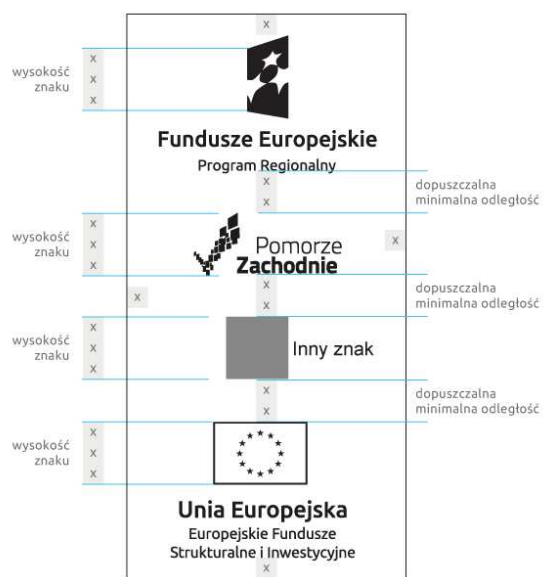 x
wysokość
znaku
x
x
x
Fundusze Europejskie
Program Regionalny
x
x
dopuszczalna
minimalna odległość
wysokość
znaku
x
x
x
Pomorze
Zachodnie
x
x
x
x
dopuszczalna
minimalna odległość
wysokość
znaku
x
x
x
Inny znak
x
x
dopuszczalna
minimalna odległość
wysokość
znaku
x
x
x
Unia Europejska
Europejskie Fundusze
Strukturalne i Inwestycyjne
x